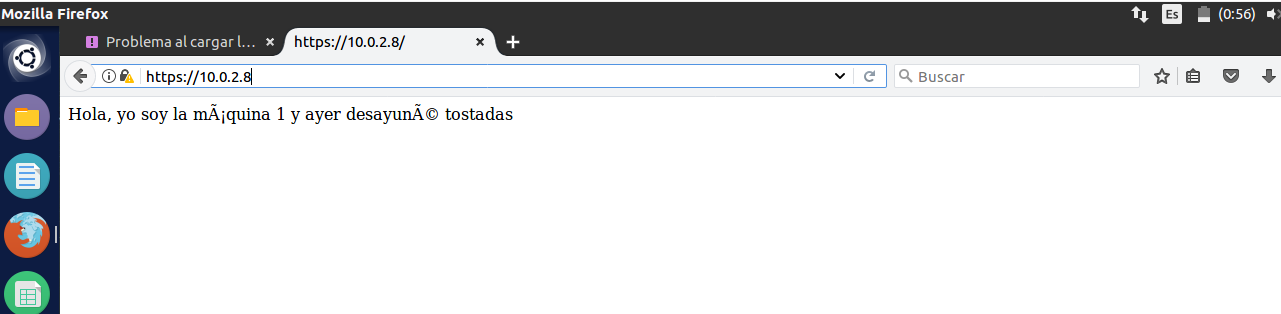 Mozilla Firefox
Es
(0:56)
Problema al cargar l...
https://10.0.2.8/
https://10.0.2.8
Buscar
Hola, yo soy la mÃ¡quina 1 y ayer desayunÃ© tostadas